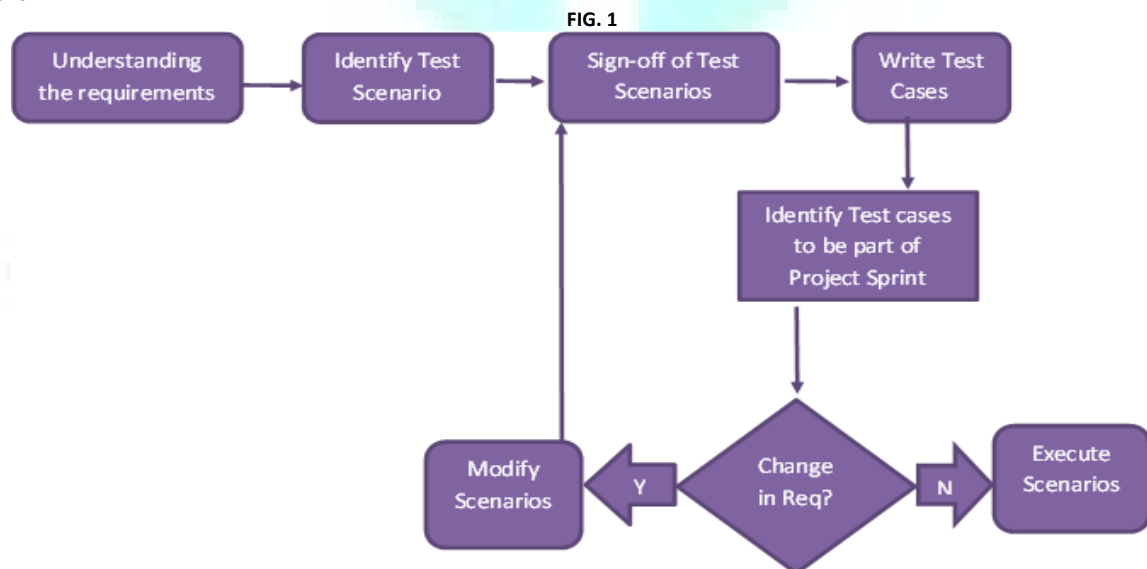 FIG. 1
Understanding
the requirements
Identify Test
Scenario
Sign-off of Test
Scenarios
Write Test
Cases
Identify Test cases
to be part of
Project Sprint
Change
in Req?
Y
Modify
Scenarios
N
Execute
Scenarios